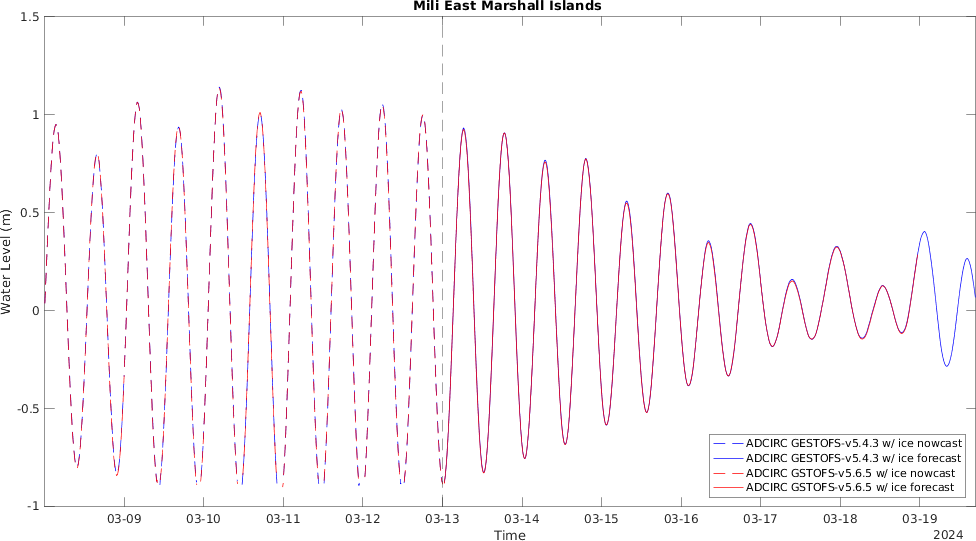 Mili East Marshall Islands
1.5
1
0.5
0
-0.5
-1
Water Level (m)
ADCIRC GESTOFS-v5.4.3 w/ ice nowcast
ADCIRC GESTOFS-v5.4.3 w/ ice forecast
ADCIRC GSTOFS-v5.6.5 w/ ice nowcast
ADCIRC GSTOFS-v5.6.5 w/ ice forecast
03-09 03-10 03-11 03-12 03-13 03-14 03-15 03-16 03-17 03-18 03-19
Time
2024